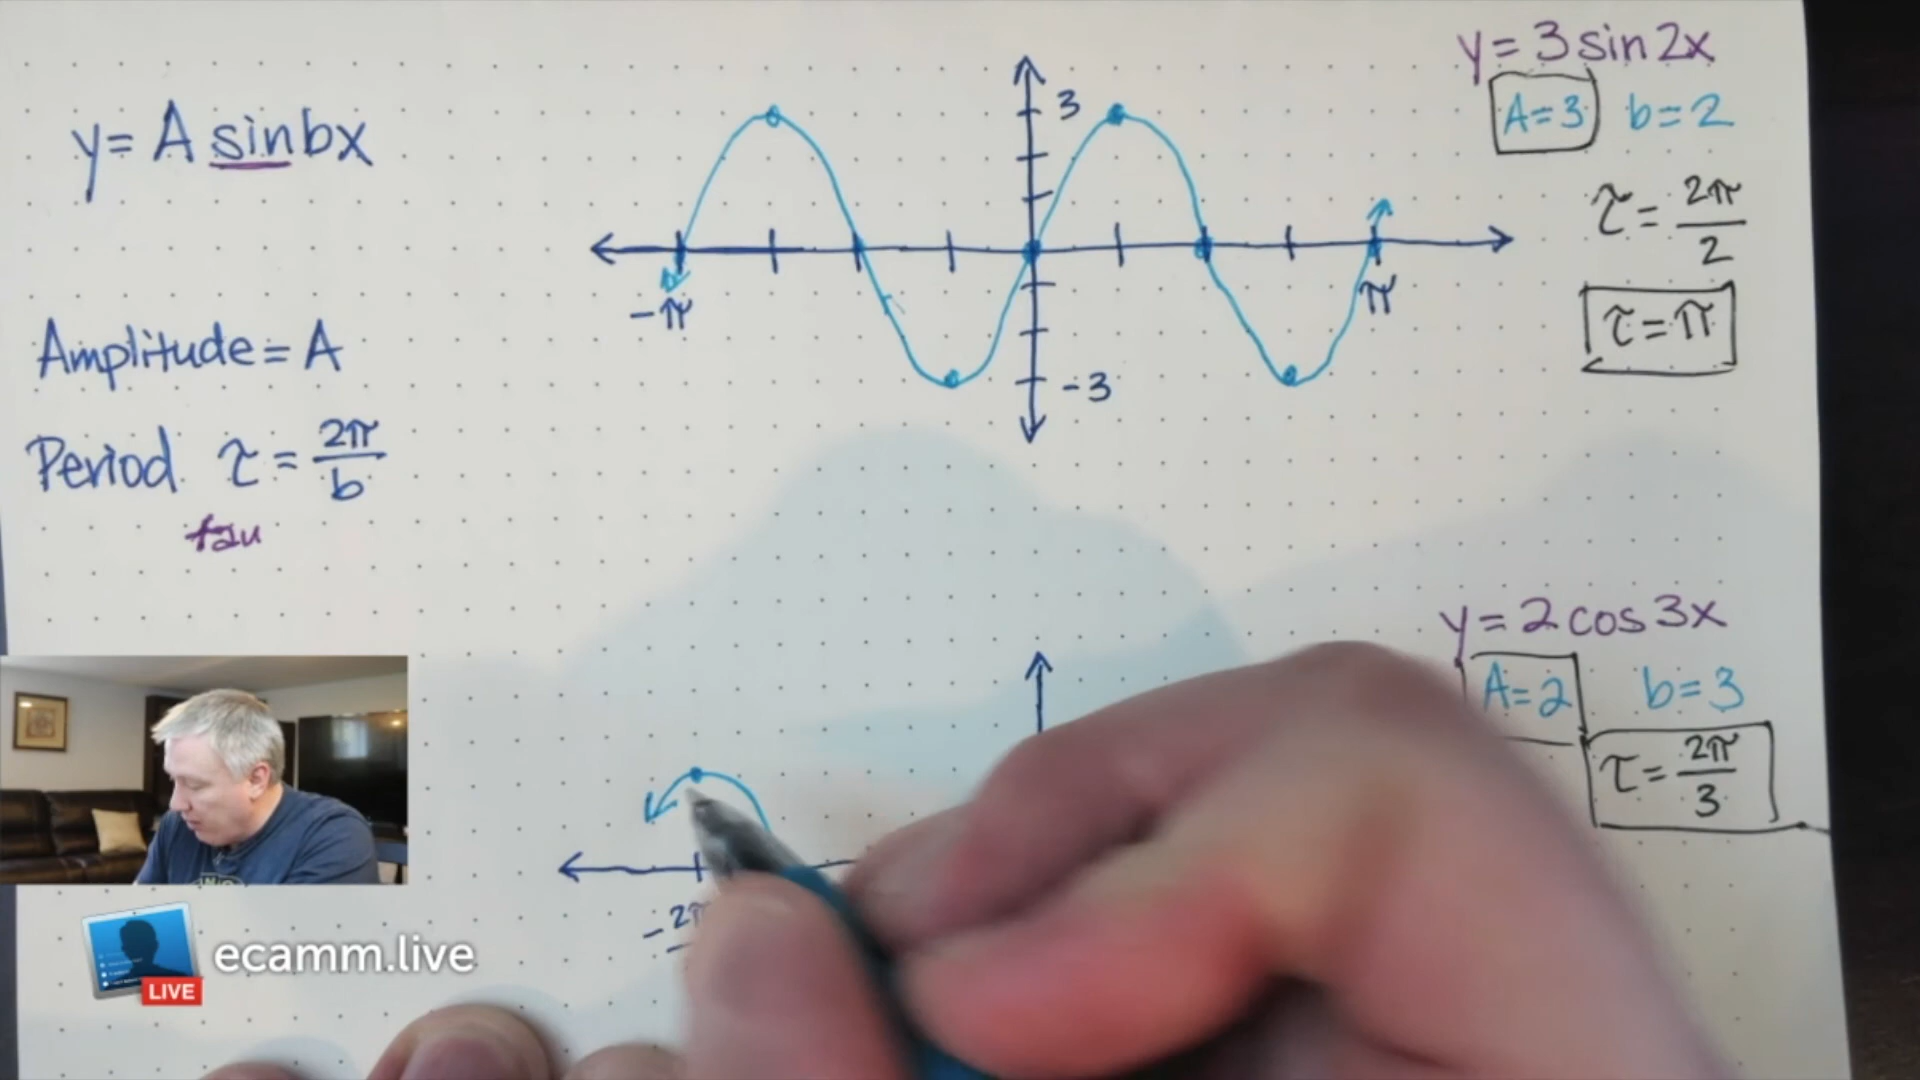 y = A sin bx
Amplitude = A
Period τ = 2π/b
tau
3
-π
π
-3
y = 3 sin 2x
A = 3 b = 2
τ = 2π/2
τ = π
y = 2 cos 3x
A = 2 b = 3
τ = 2π/3
ecamm.live
LIVE